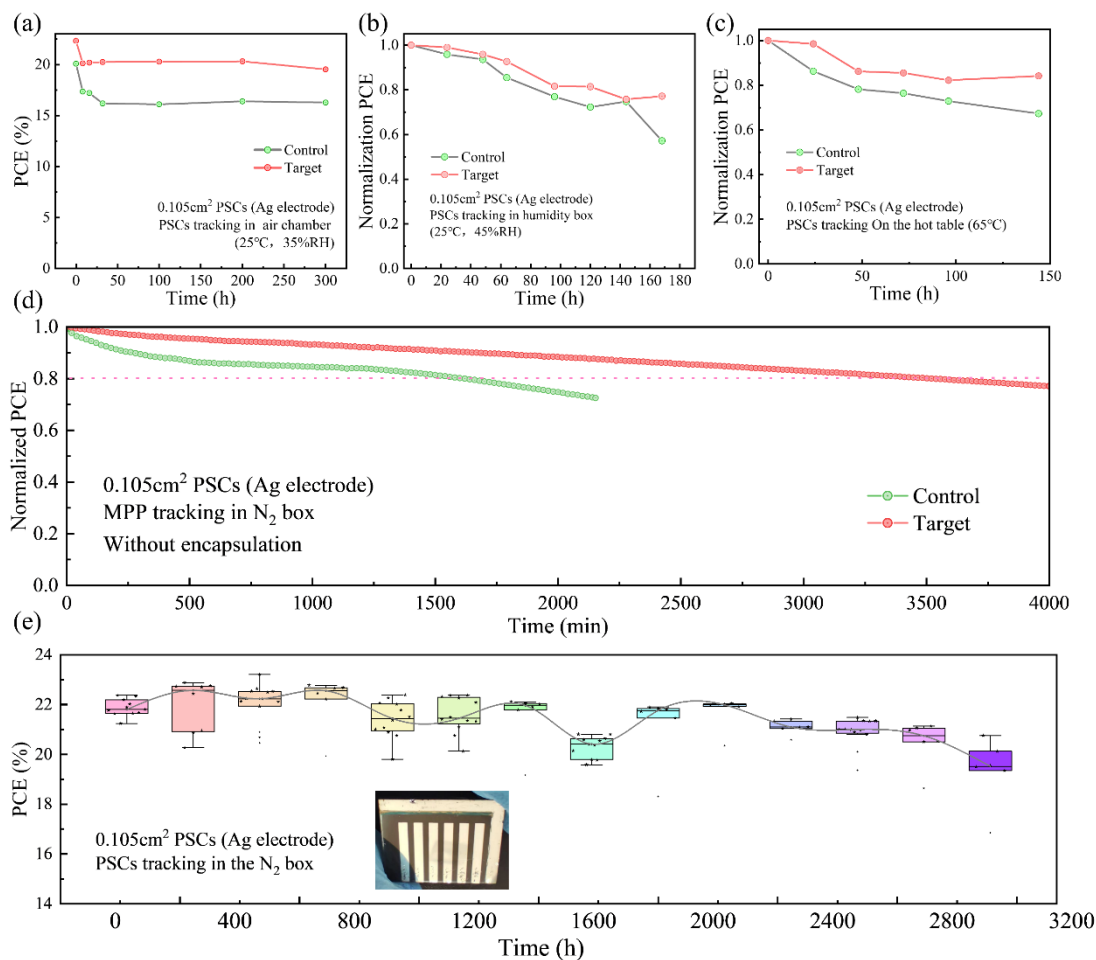 (a)
PCE (%)
20
15
10
5
0
Control
Target
0.105cm² PSCs (Ag electrode)
PSCs tracking in air chamber
(25℃，35%RH)
0 50 100 150 200 250 300
Time (h)
(b)
Normalization PCE
1.0
0.8
0.6
0.4
0.2
0.0
Control
Target
0.105cm² PSCs (Ag electrode)
PSCs tracking in humidity box
(25℃, 45%RH)
0 20 40 60 80 100 120 140 160 180
Time (h)
(c)
Normalization PCE
1.0
0.8
0.6
0.4
0.2
0.0
Control
Target
0.105cm² PSCs (Ag electrode)
PSCs tracking On the hot table (65℃)
0 50 100 150
Time (h)
(d)
Normalized PCE
1.0
0.8
0.6
0.4
0.2
0.0
0.105cm² PSCs (Ag electrode)
MPP tracking in N₂ box
Without encapsulation
Control
Target
0 500 1000 1500 2000 2500 3000 3500 4000
Time (min)
(e)
PCE (%)
24
22
20
18
16
14
0.105cm² PSCs (Ag electrode)
PSCs tracking in the N₂ box
0 400 800 1200 1600 2000 2400 2800 3200
Time (h)